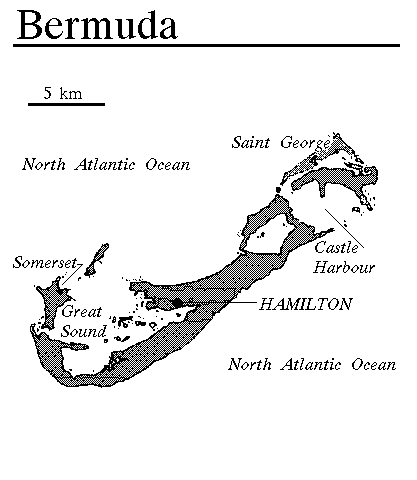 Bermuda
5 km
Saint George
North Atlantic Ocean
Castle
Harbour
Somerset
Great
Sound
HAMILTON
North Atlantic Ocean